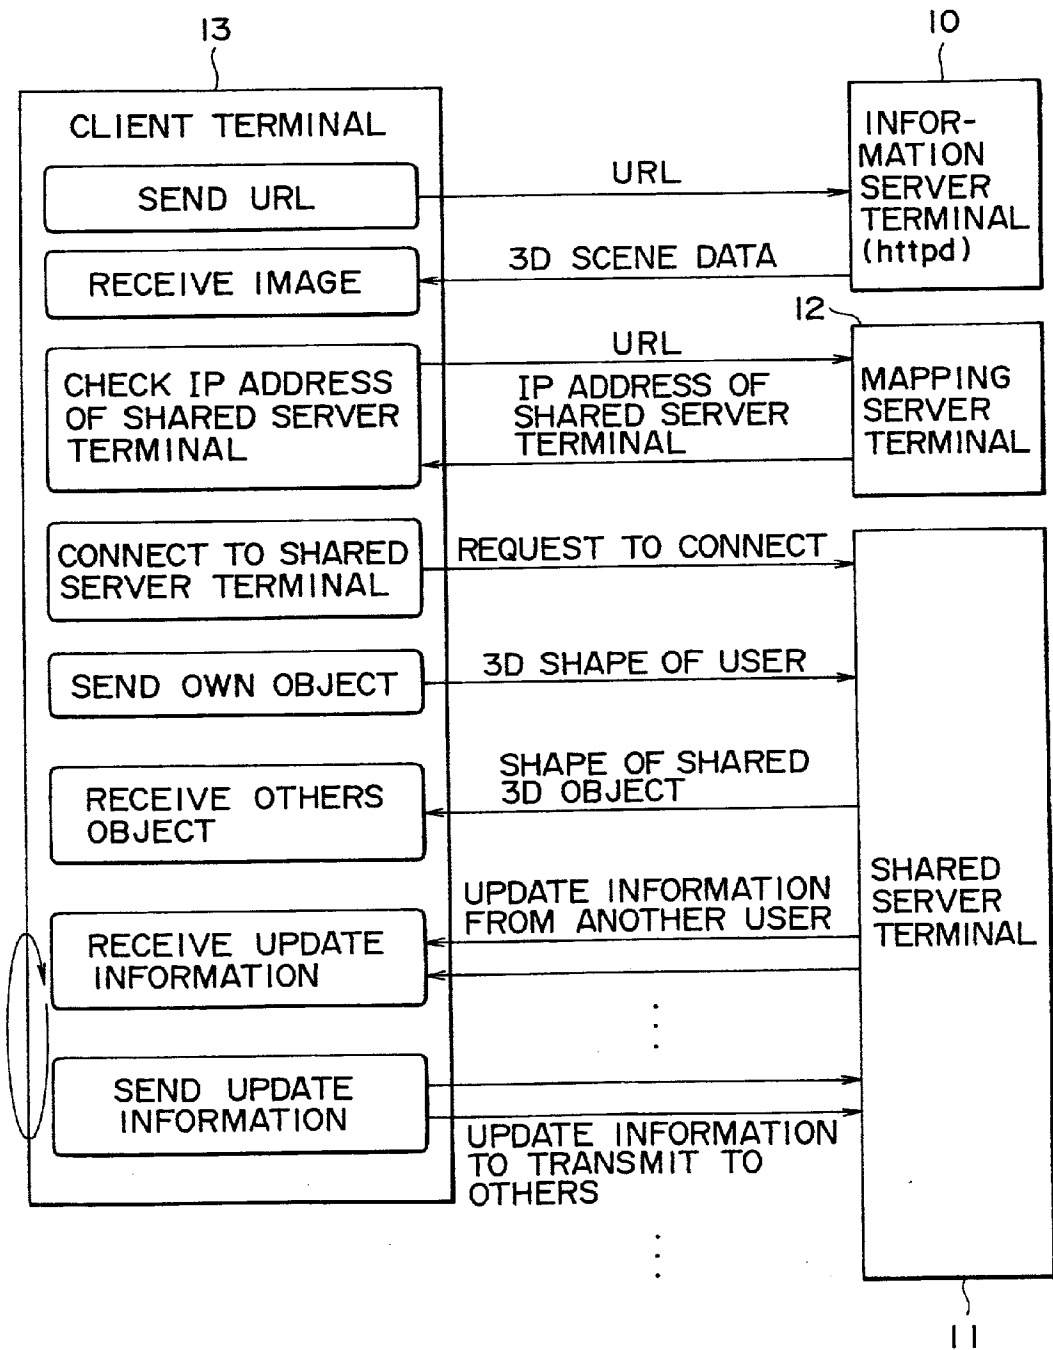 13
10
CLIENT TERMINAL
SEND URL
URL
INFOR-
MATION
SERVER
TERMINAL
(httpd)
RECEIVE IMAGE
3D SCENE DATA
12
CHECK IP ADDRESS
OF SHARED SERVER
TERMINAL
URL
IP ADDRESS OF
SHARED SERVER
TERMINAL
MAPPING
SERVER
TERMINAL
CONNECT TO SHARED
SERVER TERMINAL
REQUEST TO CONNECT
SEND OWN OBJECT
3D SHAPE OF USER
RECEIVE OTHERS
OBJECT
SHAPE OF SHARED
3D OBJECT
SHARED
SERVER
TERMINAL
RECEIVE UPDATE
INFORMATION
UPDATE INFORMATION
FROM ANOTHER USER
SEND UPDATE
INFORMATION
UPDATE INFORMATION
TO TRANSMIT TO
OTHERS
11